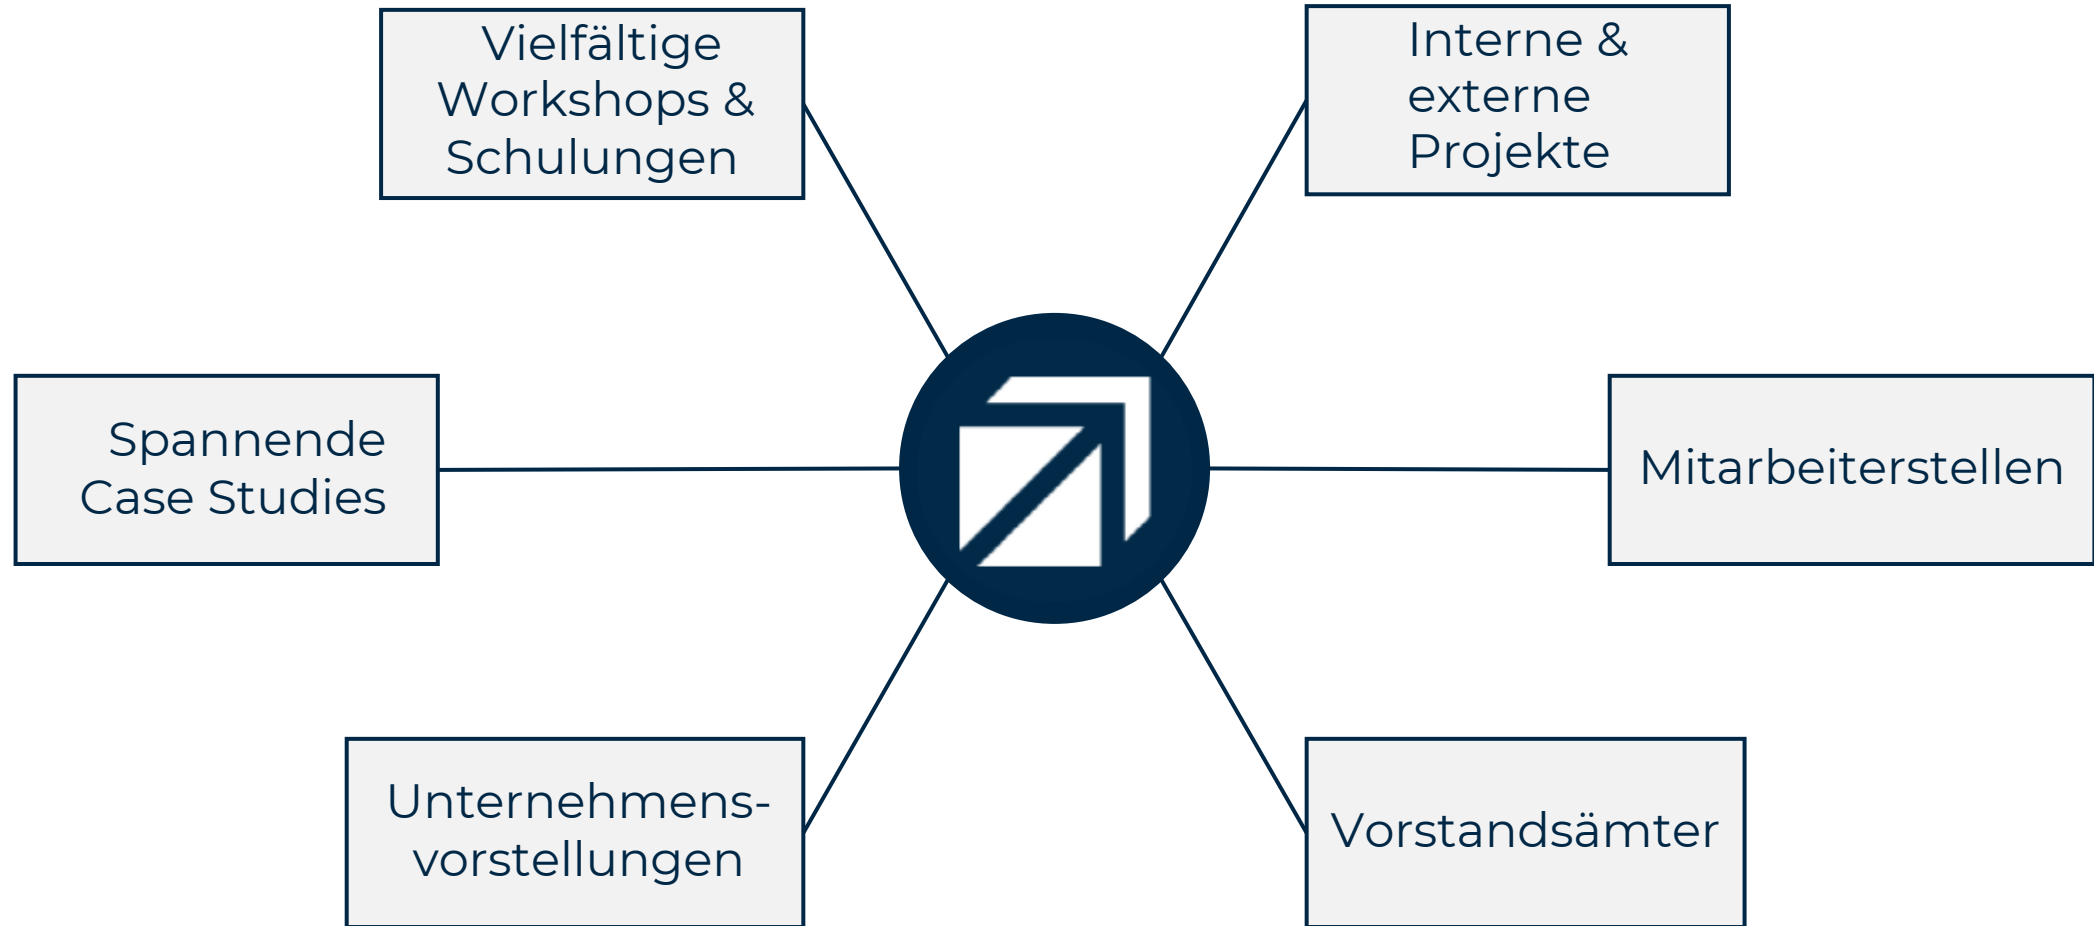 Vielfältige
Workshops &
Schulungen
Interne &
externe
Projekte
Spannende
Case Studies
Mitarbeiterstellen
Unternehmens-
vorstellungen
Vorstandsämter